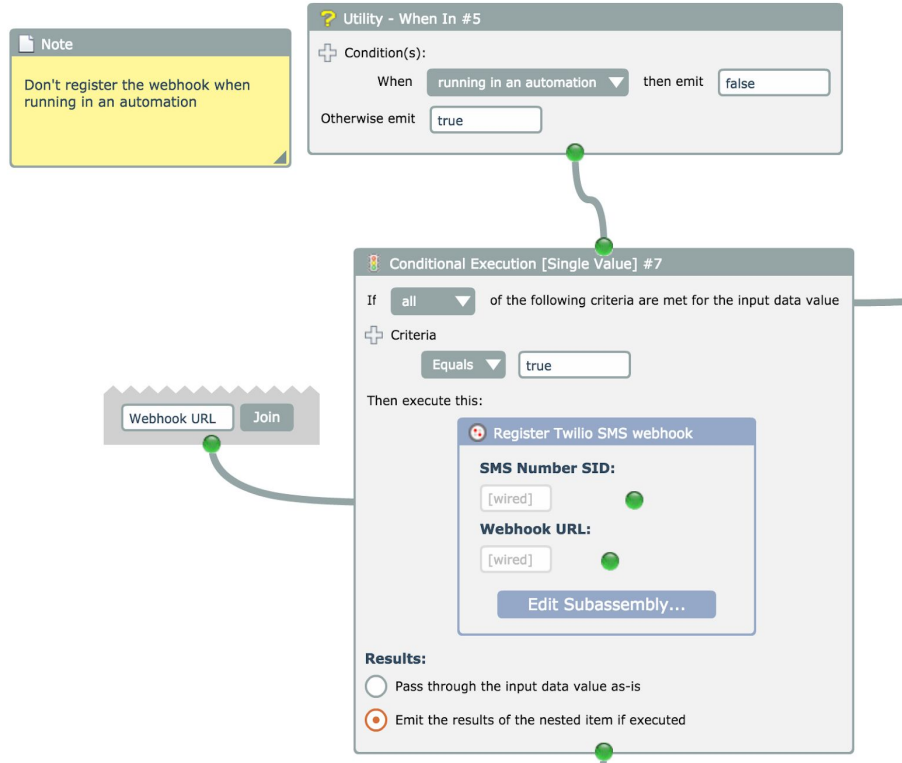 Note
Don't register the webhook when
running in an automation
Utility - When In #5
Condition(s):
When running in an automation then emit false
Otherwise emit true
Conditional Execution [Single Value] #7
If all of the following criteria are met for the input data value
Criteria
Equals true
Then execute this:
Webhook URL Join
Register Twilio SMS webhook
SMS Number SID:
[wired]
Webhook URL:
[wired]
Edit Subassembly...
Results:
Pass through the input data value as-is
Emit the results of the nested item if executed